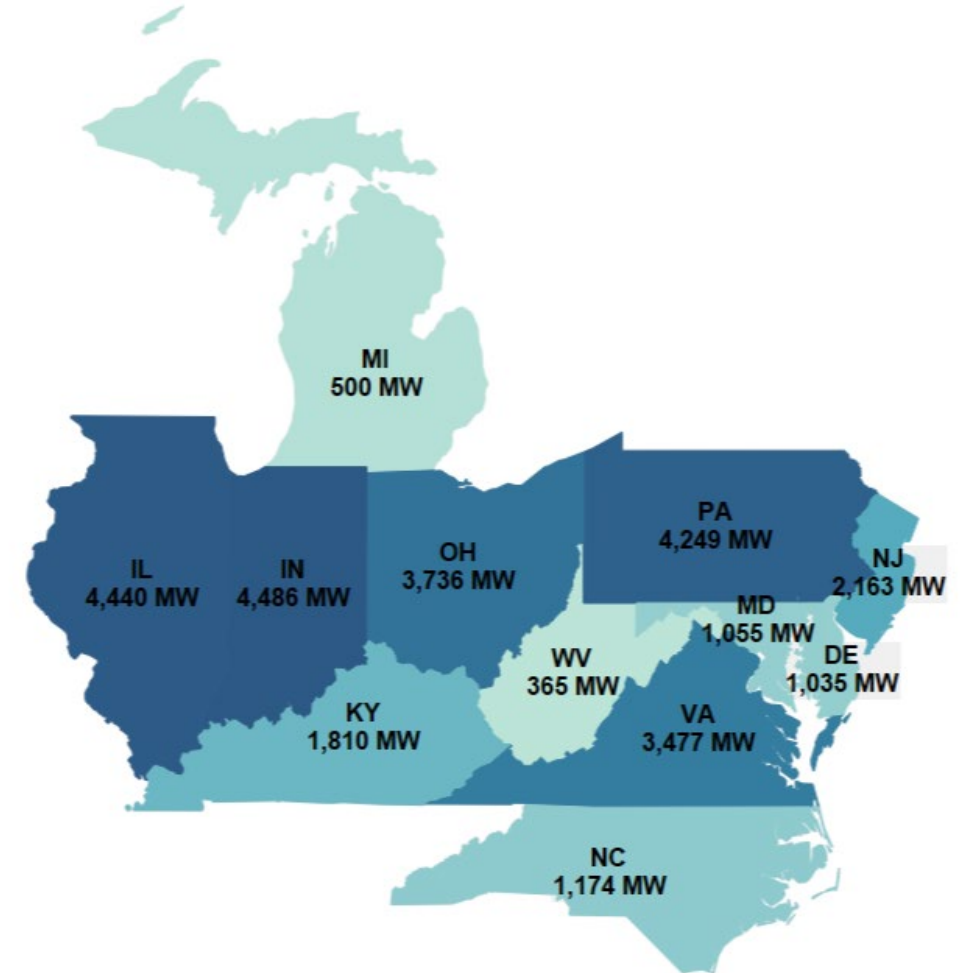 MI
500 MW
PA
4,249 MW
OH
3,736 MW
NJ
2,163 MW
IL
4,440 MW
IN
4,486 MW
MD
1,055 MW
WV
365 MW
DE
1,035 MW
KY
1,810 MW
VA
3,477 MW
NC
1,174 MW